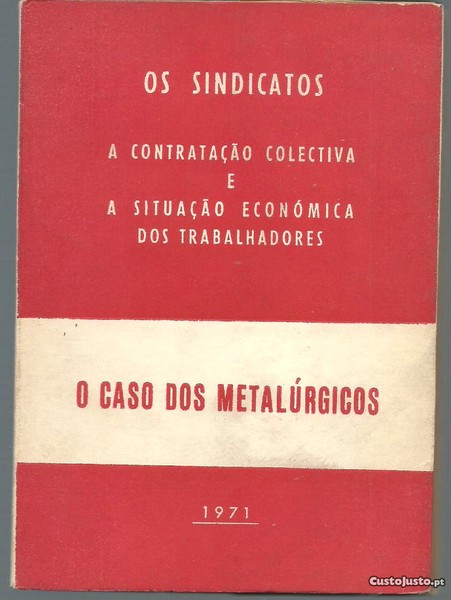 OS SINDICATOS
A CONTRATAÇÃO COLECTIVA
E
A SITUAÇÃO ECONÓMICA
DOS TRABALHADORES
O CASO DOS METALÚRGICOS
1971
CustoJusto.pt